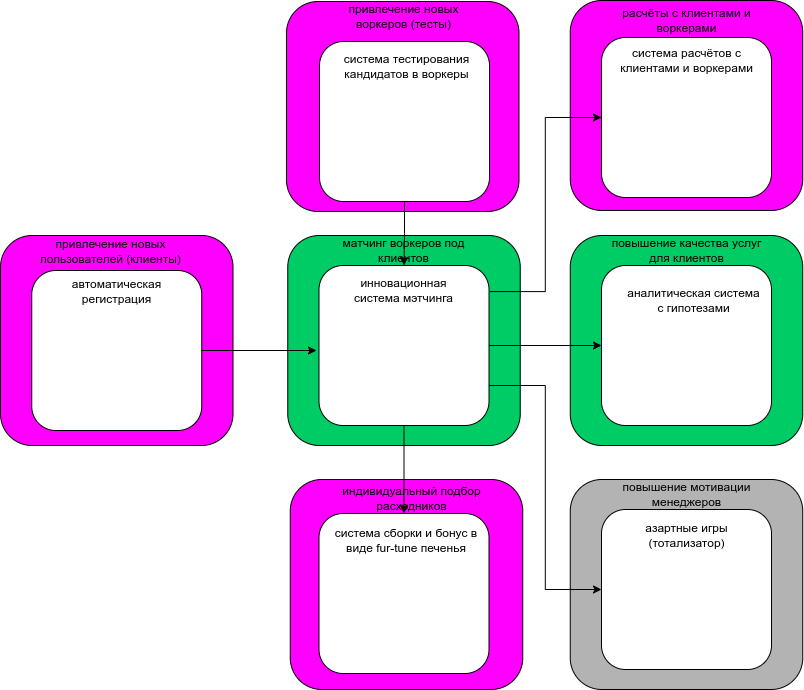 привлечение новых
воркеров (тесты)
система тестирования
кандидатов в воркеры
расчёты с клиентами и
воркерами
система расчётов с
клиентами и воркерами
привлечение новых
пользователей (клиенты)
автоматическая
регистрация
матчинг воркеров под
клиентов
инновационная
система мэтчинга
повышение качества услуг
для клиентов
аналитическая система
с гипотезами
индивидуальный подбор
расходников
система сборки и бонус в
виде fur-tune печенья
повышение мотивации
менеджеров
азартные игры
(тотализатор)